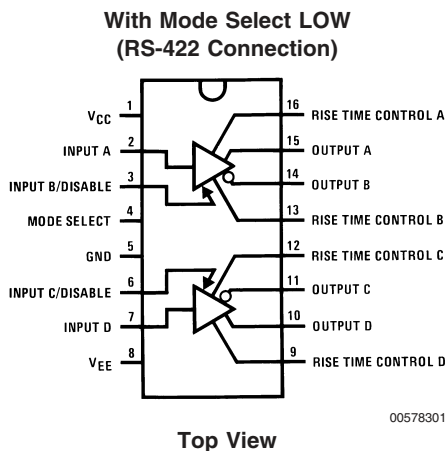 With Mode Select LOW
(RS-422 Connection)
1 VCC
2 INPUT A
3 INPUT B/DISABLE
4 MODE SELECT
5 GND
6 INPUT C/DISABLE
7 INPUT D
8 VEE
16 RISE TIME CONTROL A
15 OUTPUT A
14 OUTPUT B
13 RISE TIME CONTROL B
12 RISE TIME CONTROL C
11 OUTPUT C
10 OUTPUT D
9 RISE TIME CONTROL D
00578301
Top View